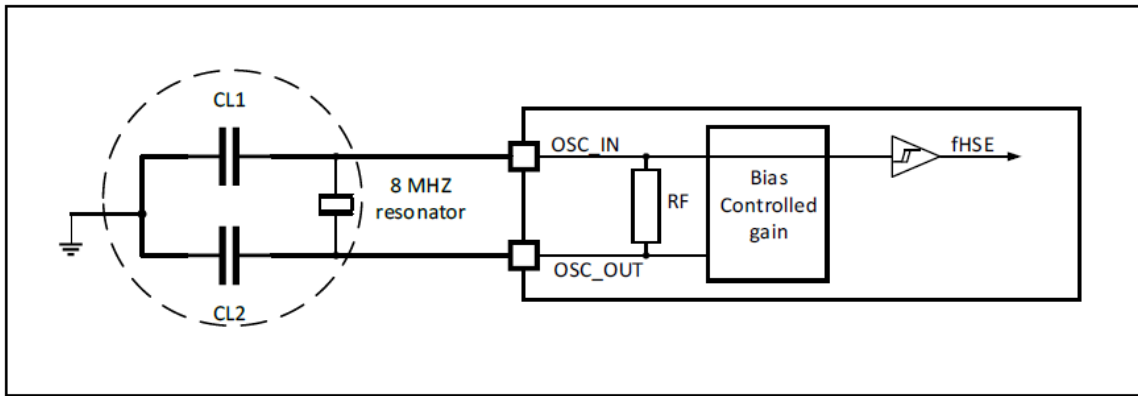 CL1
8 MHZ
resonator
CL2
OSC_IN
RF
OSC_OUT
Bias
Controlled
gain
fHSE